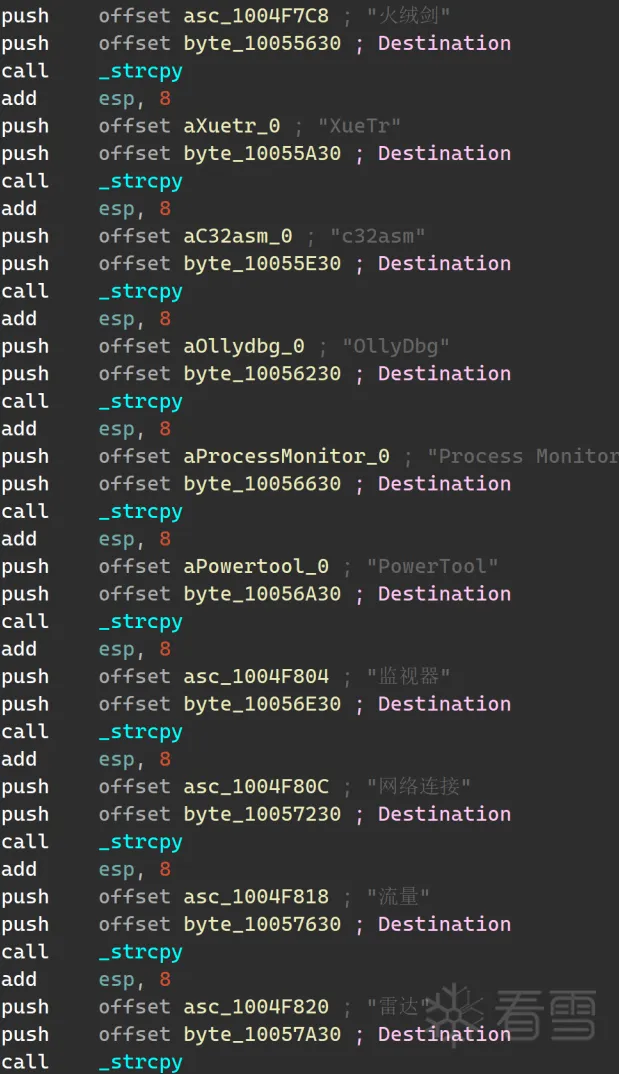 push offset asc_1004F7C8 ; "火绒剑"
push offset byte_10055630 ; Destination
call _strcpy
add esp, 8
push offset aXuetr_0 ; "XueTr"
push offset byte_10055A30 ; Destination
call _strcpy
add esp, 8
push offset aC32asm_0 ; "c32asm"
push offset byte_10055E30 ; Destination
call _strcpy
add esp, 8
push offset aOllydbg_0 ; "OllyDbg"
push offset byte_10056230 ; Destination
call _strcpy
add esp, 8
push offset aProcessMonitor_0 ; "Process Monitor
push offset byte_10056630 ; Destination
call _strcpy
add esp, 8
push offset aPowertool_0 ; "PowerTool"
push offset byte_10056A30 ; Destination
call _strcpy
add esp, 8
push offset asc_1004F804 ; "监视器"
push offset byte_10056E30 ; Destination
call _strcpy
add esp, 8
push offset asc_1004F80C ; "网络连接"
push offset byte_10057230 ; Destination
call _strcpy
add esp, 8
push offset asc_1004F818 ; "流量"
push offset byte_10057630 ; Destination
call _strcpy
add esp, 8
push offset asc_1004F820 ; "雷达"
push offset byte_10057A30 ; Destination
call _strcpy
看雪